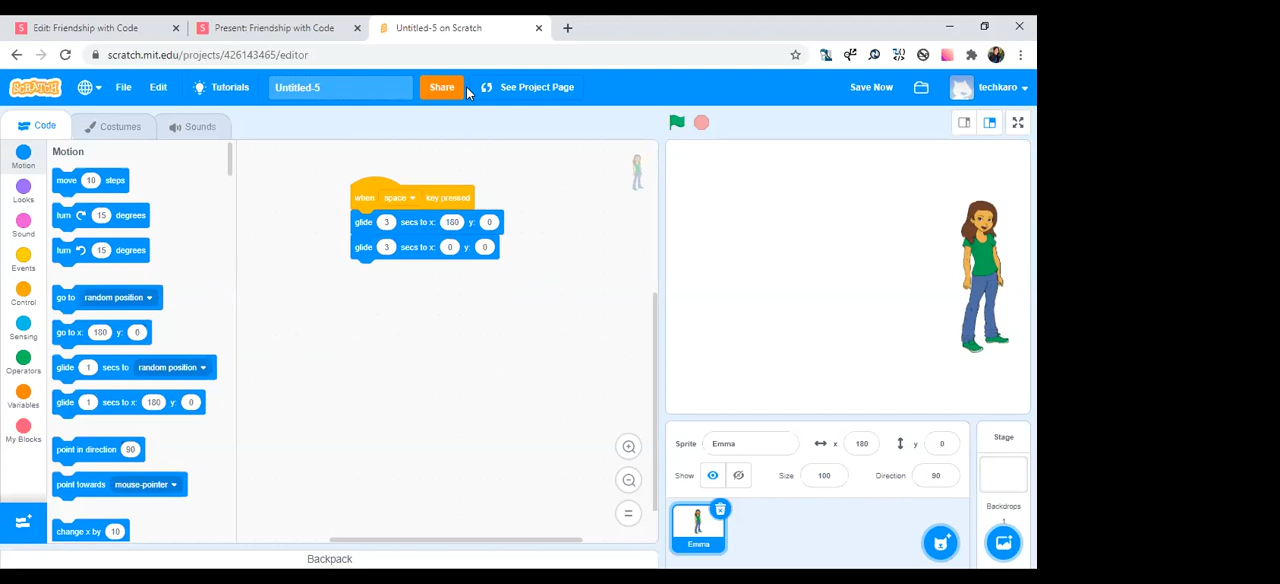 Edit: Friendship with Code
Present: Friendship with Code
Untitled-5 on Scratch
scratch.mit.edu/projects/426143465/editor
SCRATCH
File
Edit
Tutorials
Untitled-5
Share
See Project Page
Save Now
techkaro
Code
Costumes
Sounds
Motion
Looks
Sound
Events
Control
Sensing
Operators
Variables
My Blocks
Motion
move 10 steps
turn 15 degrees
turn 15 degrees
go to random position
go to x: 180 y: 0
glide 1 secs to random position
glide 1 secs to x: 180 y: 0
point in direction 90
point towards mouse-pointer
change x by 10
when space key pressed
glide 3 secs to x: 180 y: 0
glide 3 secs to x: 0 y: 0
Backpack
Sprite Emma x 180 y 0
Show Size 100 Direction 90
Emma
Stage
Backdrops
1